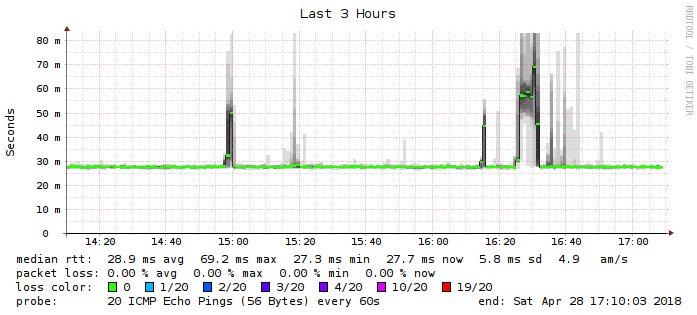 Last 3 Hours
RRDTOOL / TOBI OETIKER
Seconds
80 m
70 m
60 m
50 m
40 m
30 m
20 m
10 m
0
14:20 14:40 15:00 15:20 15:40 16:00 16:20 16:40 17:00
median rtt: 28.9 ms avg 69.2 ms max 27.3 ms min 27.7 ms now 5.8 ms sd 4.9 am/s
packet loss: 0.00 % avg 0.00 % max 0.00 % min 0.00 % now
loss color: 0 1/20 2/20 3/20 4/20 10/20 19/20
probe: 20 ICMP Echo Pings (56 Bytes) every 60s end: Sat Apr 28 17:10:03 2018